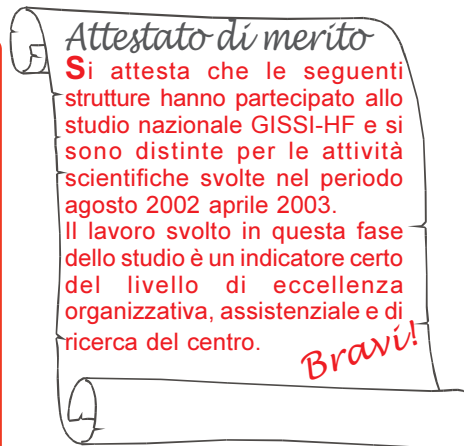 Attestato di merito
Si attesta che le seguenti
strutture hanno partecipato allo
studio nazionale GISSI-HF e si
sono distinte per le attività
scientifiche svolte nel periodo
agosto 2002 aprile 2003.
Il lavoro svolto in questa fase
dello studio è un indicatore certo
del livello di eccellenza
organizzativa, assistenziale e di
ricerca del centro.
Bravi!